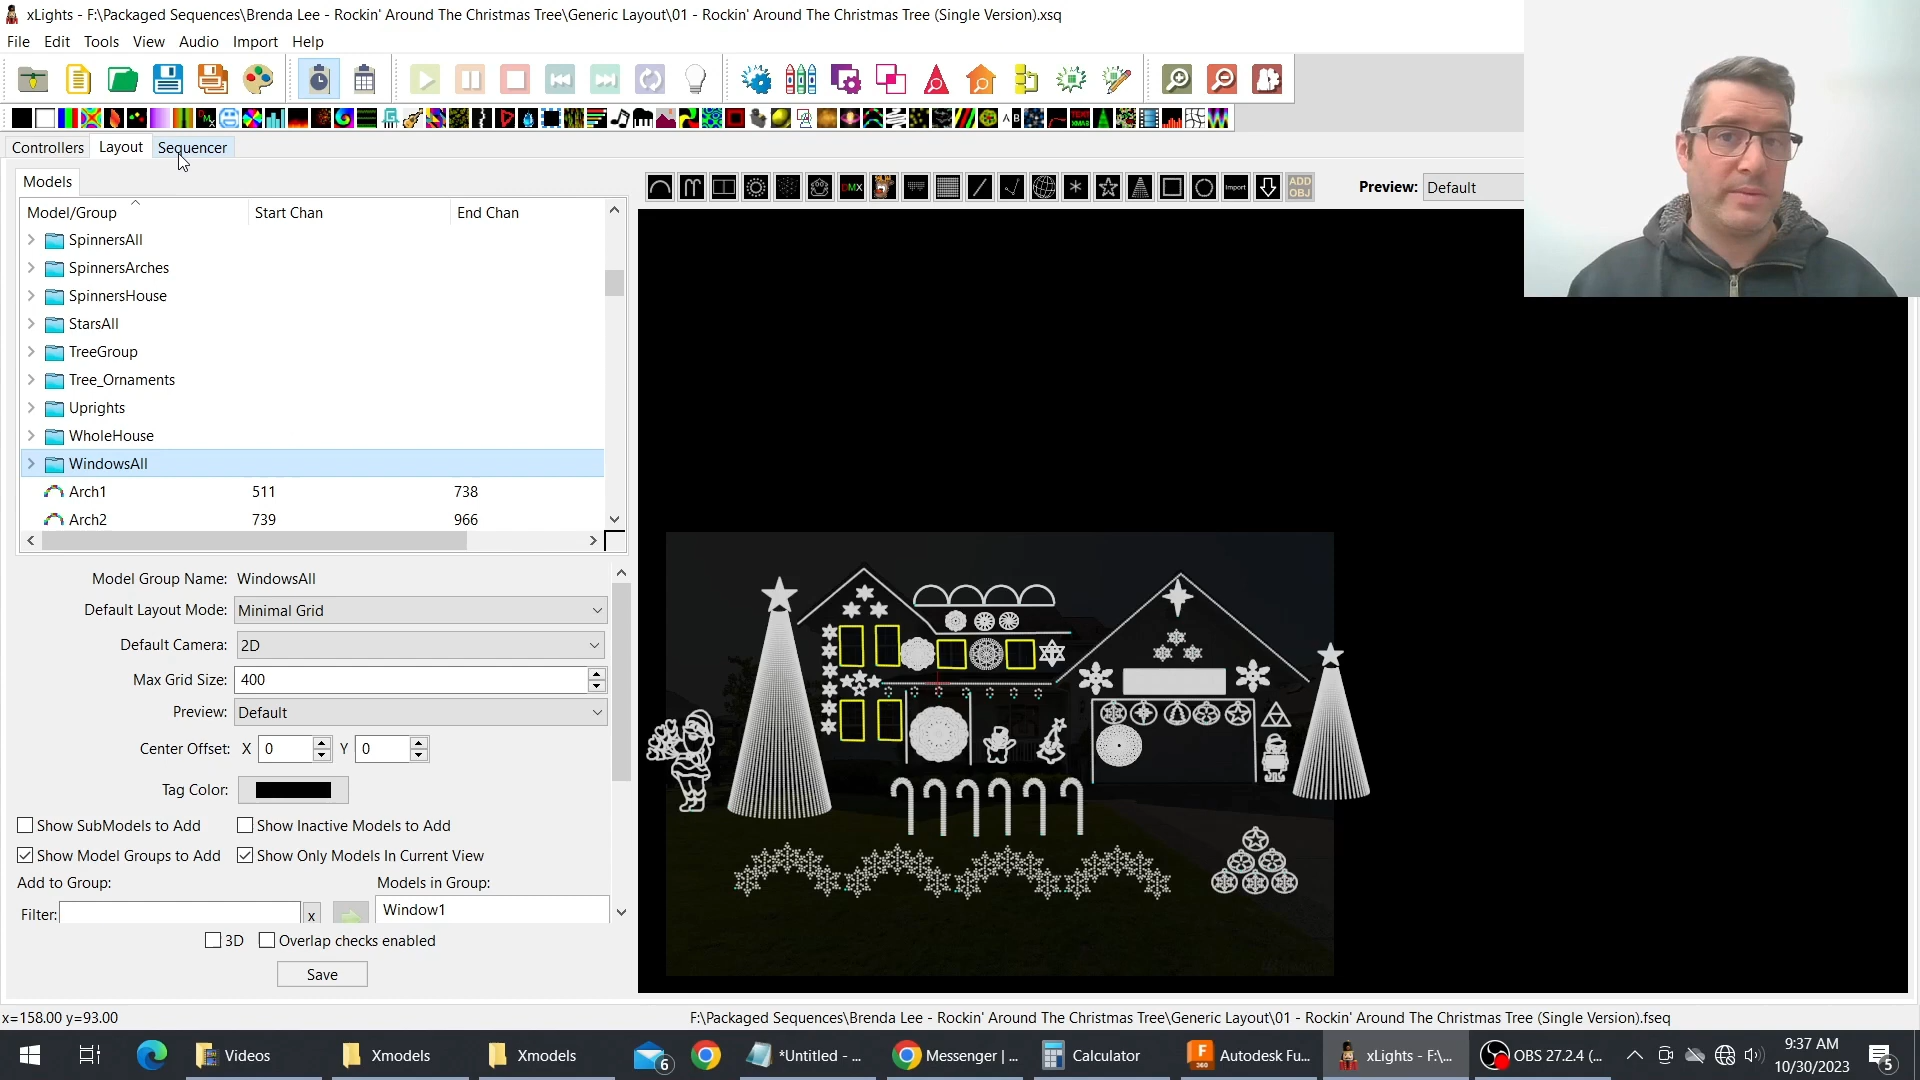 xLights - F:\Packaged Sequences\Brenda Lee - Rockin' Around The Christmas Tree\Generic Layout\01 - Rockin' Around The Christmas Tree (Single Version).xsq
File Edit Tools View Audio Import Help
Controllers Layout Sequencer
Models
DMX Import ADD OBJ Preview: Default
Model/Group Start Chan End Chan
SpinnersAll
SpinnersArches
SpinnersHouse
StarsAll
TreeGroup
Tree_Ornaments
Uprights
WholeHouse
WindowsAll
Arch1 511 738
Arch2 739 966
Model Group Name: WindowsAll
Default Layout Mode: Minimal Grid
Default Camera: 2D
Max Grid Size: 400
Preview: Default
Center Offset: X 0 Y 0
Tag Color:
Show SubModels to Add Show Inactive Models to Add
Show Model Groups to Add Show Only Models In Current View
Add to Group: Models in Group:
Filter: x Window1
3D Overlap checks enabled
Save
x=158.00 y=93.00 F:\Packaged Sequences\Brenda Lee - Rockin' Around The Christmas Tree\Generic Layout\01 - Rockin' Around The Christmas Tree (Single Version).fseq
Videos Xmodels Xmodels 6 *Untitled - ... Messenger | ... Calculator Autodesk Fu... xLights - F:\... OBS 27.2.4 (... 9:37 AM
10/30/2023 5